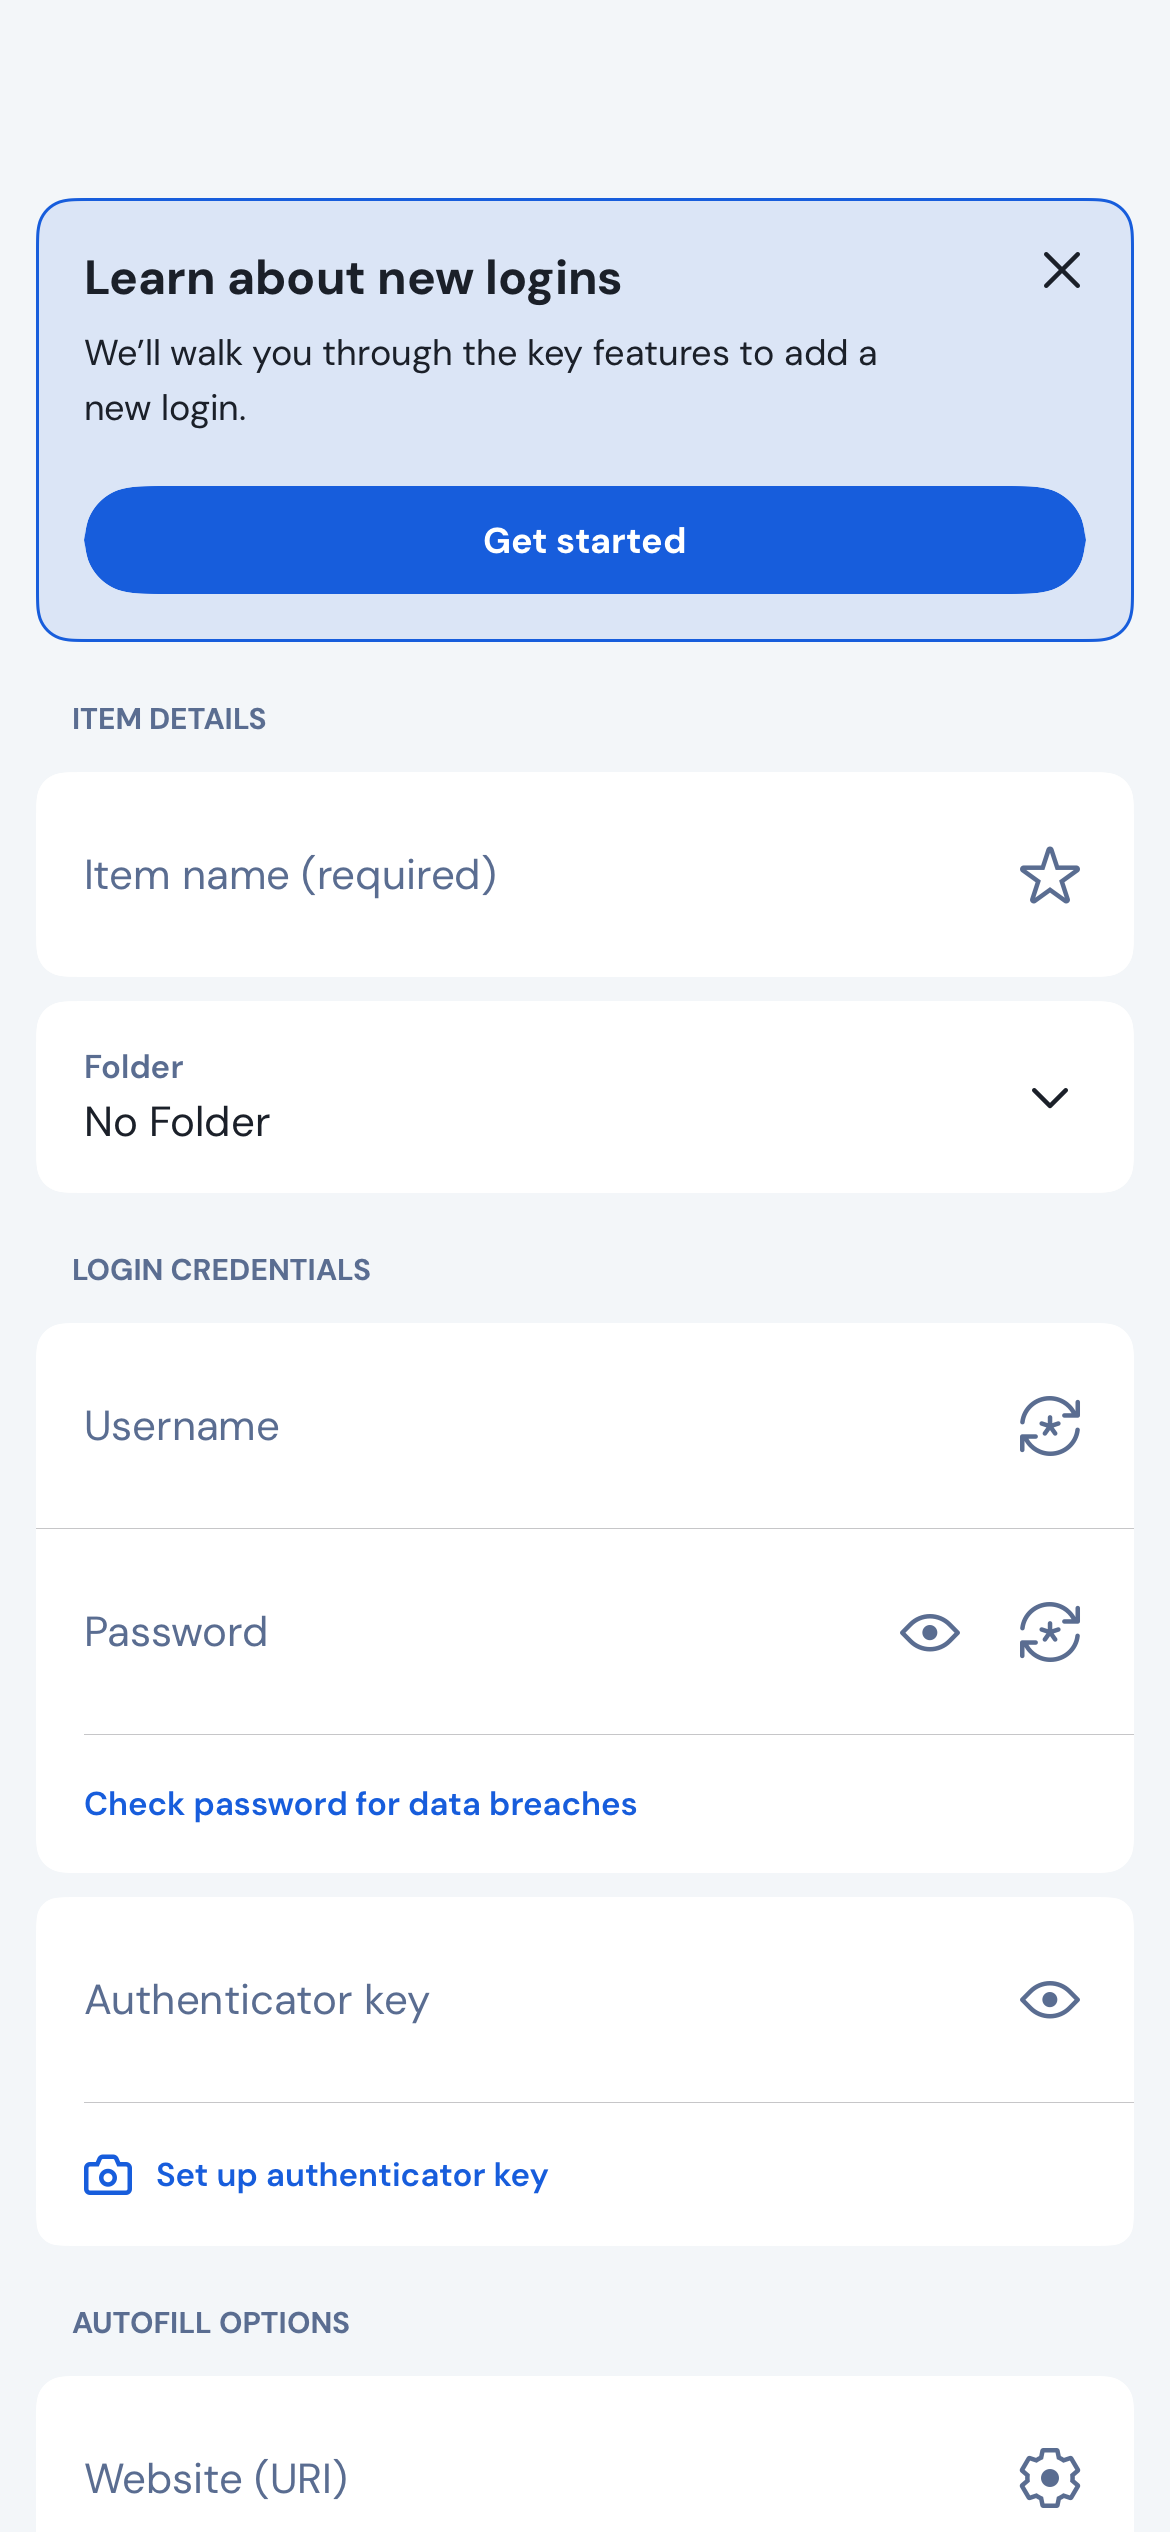 Learn about new logins
We’ll walk you through the key features to add a
new login.
Get started
ITEM DETAILS
Item name (required)
Folder
No Folder
LOGIN CREDENTIALS
Username
Password
Check password for data breaches
Authenticator key
Set up authenticator key
AUTOFILL OPTIONS
Website (URI)